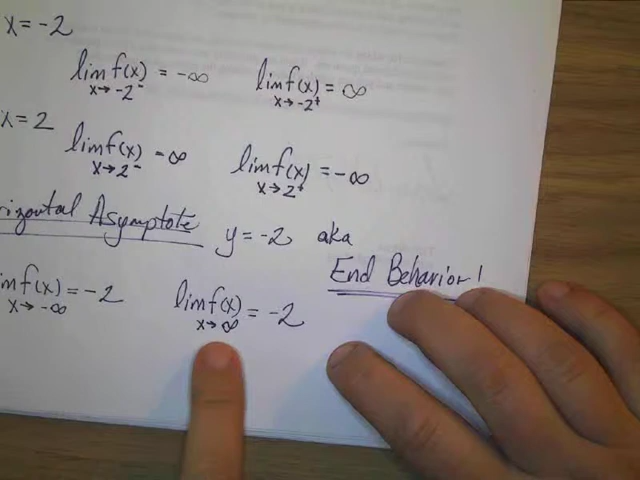 x = -2
lim f(x) = -∞ lim f(x) = ∞
x→-2⁻ x→-2⁺
x = 2
lim f(x) = ∞ lim f(x) = -∞
x→2⁻ x→2⁺
rizontal Asymptote y = -2 aka
End Behavior!
im f(x) = -2 lim f(x) = -2
x→-∞ x→∞